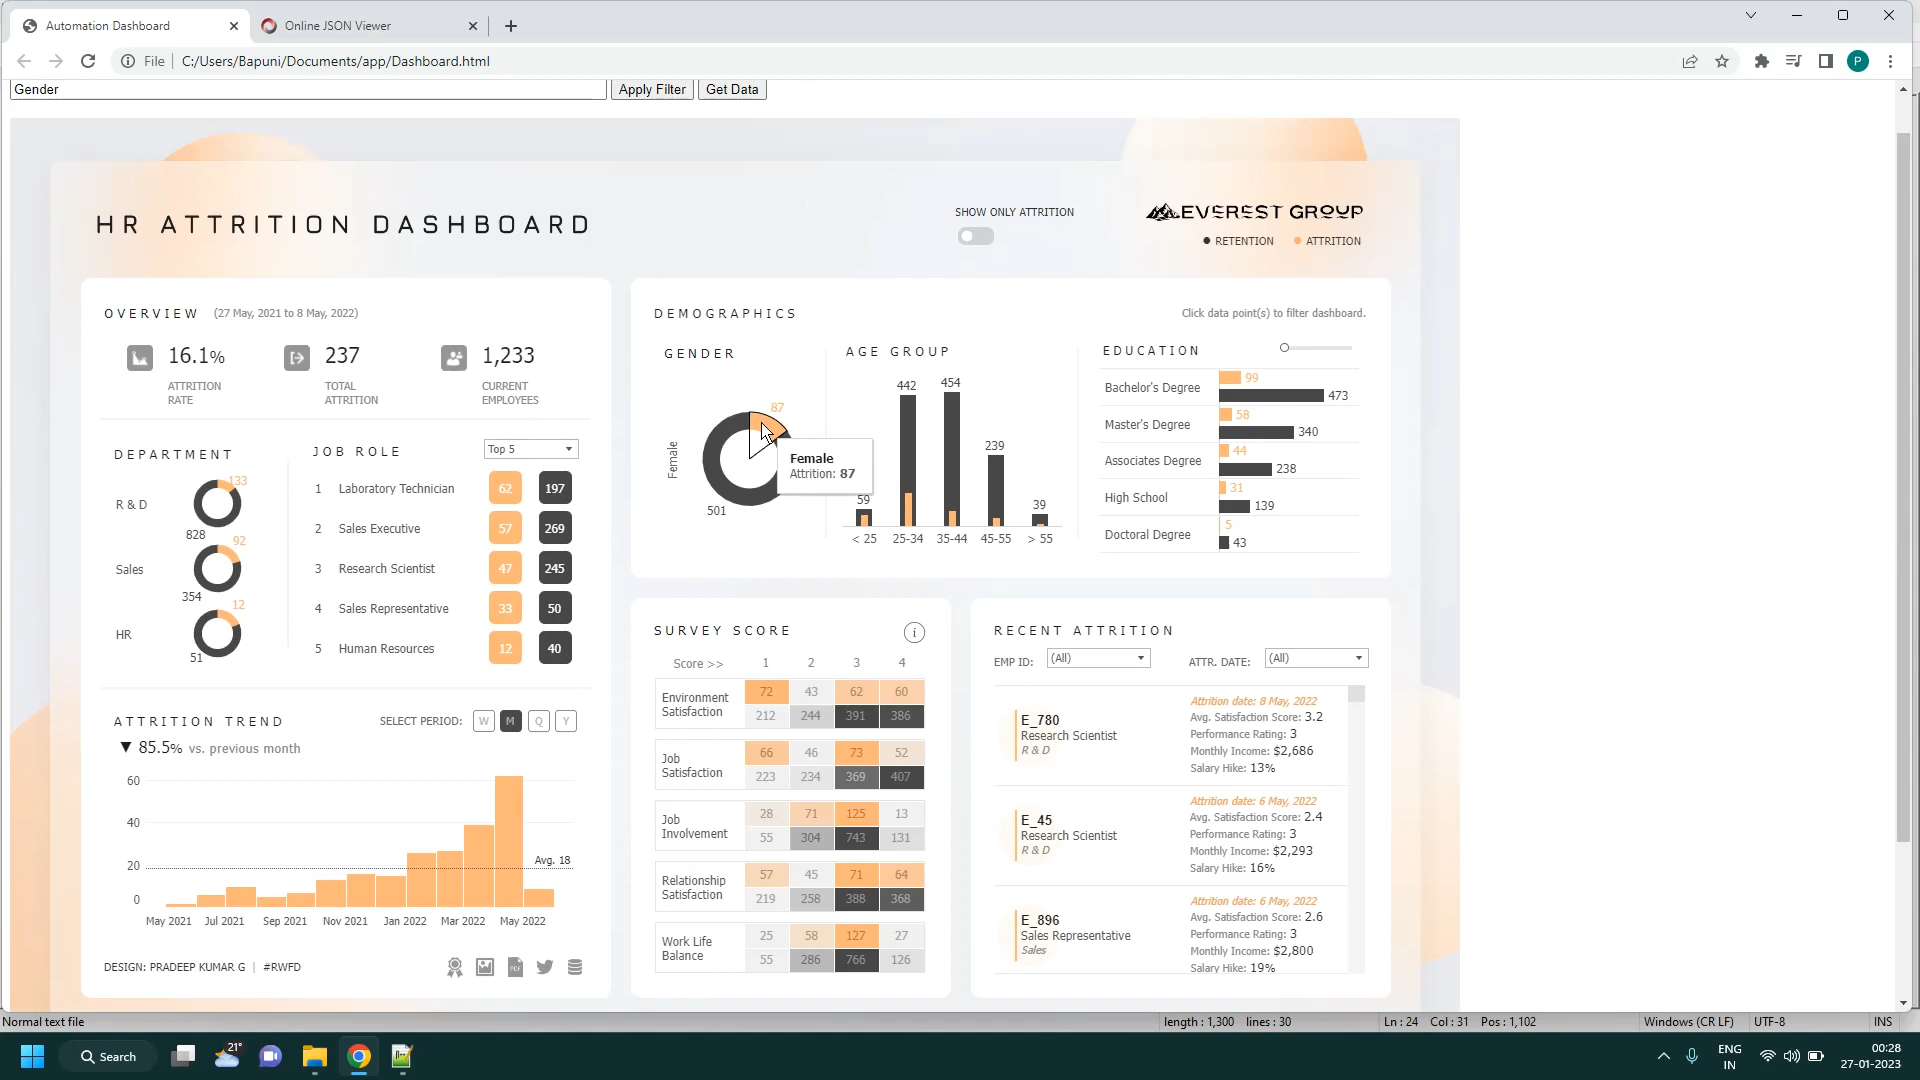 Automation Dashboard
Online JSON Viewer
File
C:/Users/Bapuni/Documents/app/Dashboard.html
P
Gender
Apply Filter
Get Data
HR ATTRITION DASHBOARD
SHOW ONLY ATTRITION
EVEREST GROUP
RETENTION
ATTRITION
OVERVIEW (27 May, 2021 to 8 May, 2022)
16.1%
ATTRITION
RATE
237
TOTAL
ATTRITION
1,233
CURRENT
EMPLOYEES
DEPARTMENT
R & D
133
828
Sales
92
354
HR
12
51
JOB ROLE
Top 5
1 Laboratory Technician 62 197
2 Sales Executive 57 269
3 Research Scientist 47 245
4 Sales Representative 33 50
5 Human Resources 12 40
ATTRITION TREND
SELECT PERIOD: W M Q Y
▼ 85.5% vs. previous month
60
40
20
0
Avg. 18
May 2021 Jul 2021 Sep 2021 Nov 2021 Jan 2022 Mar 2022 May 2022
DESIGN: PRADEEP KUMAR G | #RWFD
PDF
DEMOGRAPHICS
Click data point(s) to filter dashboard.
GENDER
Female
87
501
Female
Attrition: 87
AGE GROUP
59
442
454
239
39
< 25 25-34 35-44 45-55 > 55
EDUCATION
Bachelor's Degree 99
473
Master's Degree 58
340
Associates Degree 44
238
High School 31
139
Doctoral Degree 5
43
SURVEY SCORE
i
Score >> 1 2 3 4
Environment
Satisfaction
72 43 62 60
212 244 391 386
Job
Satisfaction
66 46 73 52
223 234 369 407
Job
Involvement
28 71 125 13
55 304 743 131
Relationship
Satisfaction
57 45 71 64
219 258 388 368
Work Life
Balance
25 58 127 27
55 286 766 126
RECENT ATTRITION
EMP ID: (All)
ATTR. DATE: (All)
E_780
Research Scientist
R & D
Attrition date: 8 May, 2022
Avg. Satisfaction Score: 3.2
Performance Rating: 3
Monthly Income: $2,686
Salary Hike: 13%
E_45
Research Scientist
R & D
Attrition date: 6 May, 2022
Avg. Satisfaction Score: 2.4
Performance Rating: 3
Monthly Income: $2,293
Salary Hike: 16%
E_896
Sales Representative
Sales
Attrition date: 6 May, 2022
Avg. Satisfaction Score: 2.6
Performance Rating: 3
Monthly Income: $2,800
Salary Hike: 19%
Normal text file
length : 1,300 lines : 30
Ln : 24 Col : 31 Pos : 1,102
Windows (CR LF)
UTF-8
INS
Search
21°
ENG
IN
00:28
27-01-2023